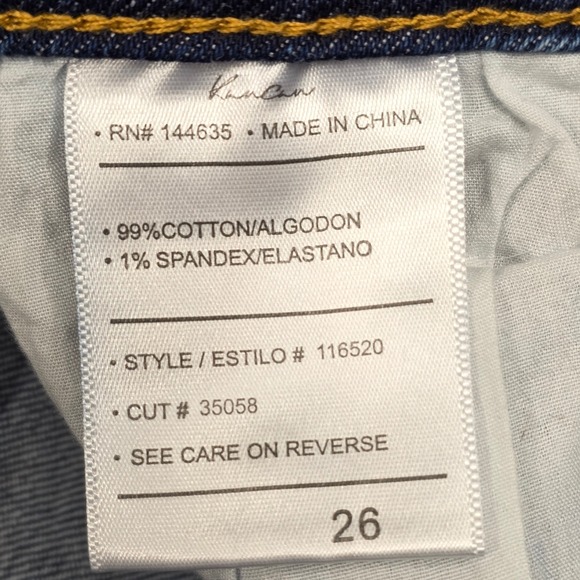 Kancan
• RN# 144635 • MADE IN CHINA
• 99%COTTON/ALGODON
• 1% SPANDEX/ELASTANO
• STYLE / ESTILO # 116520
• CUT # 35058
• SEE CARE ON REVERSE
26